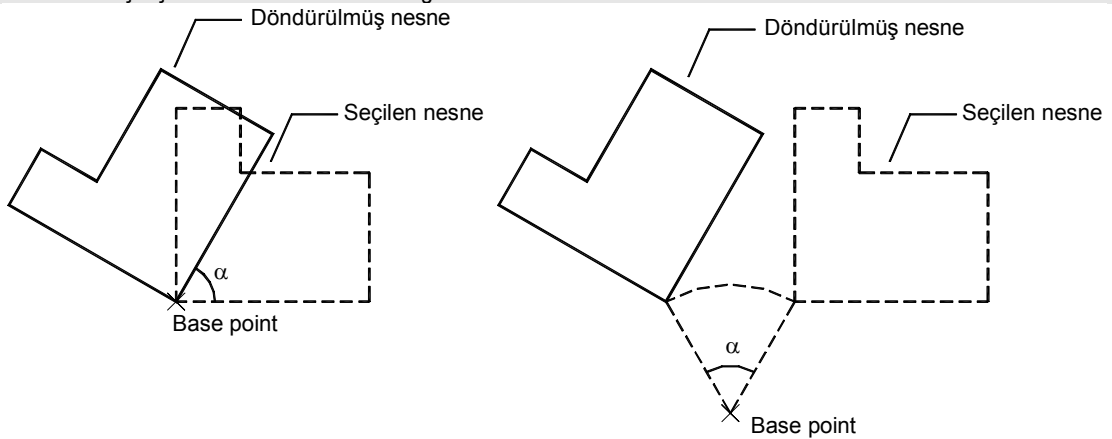 Döndürülmüş nesne
Seçilen nesne
α
Base point
Döndürülmüş nesne
Seçilen nesne
α
Base point